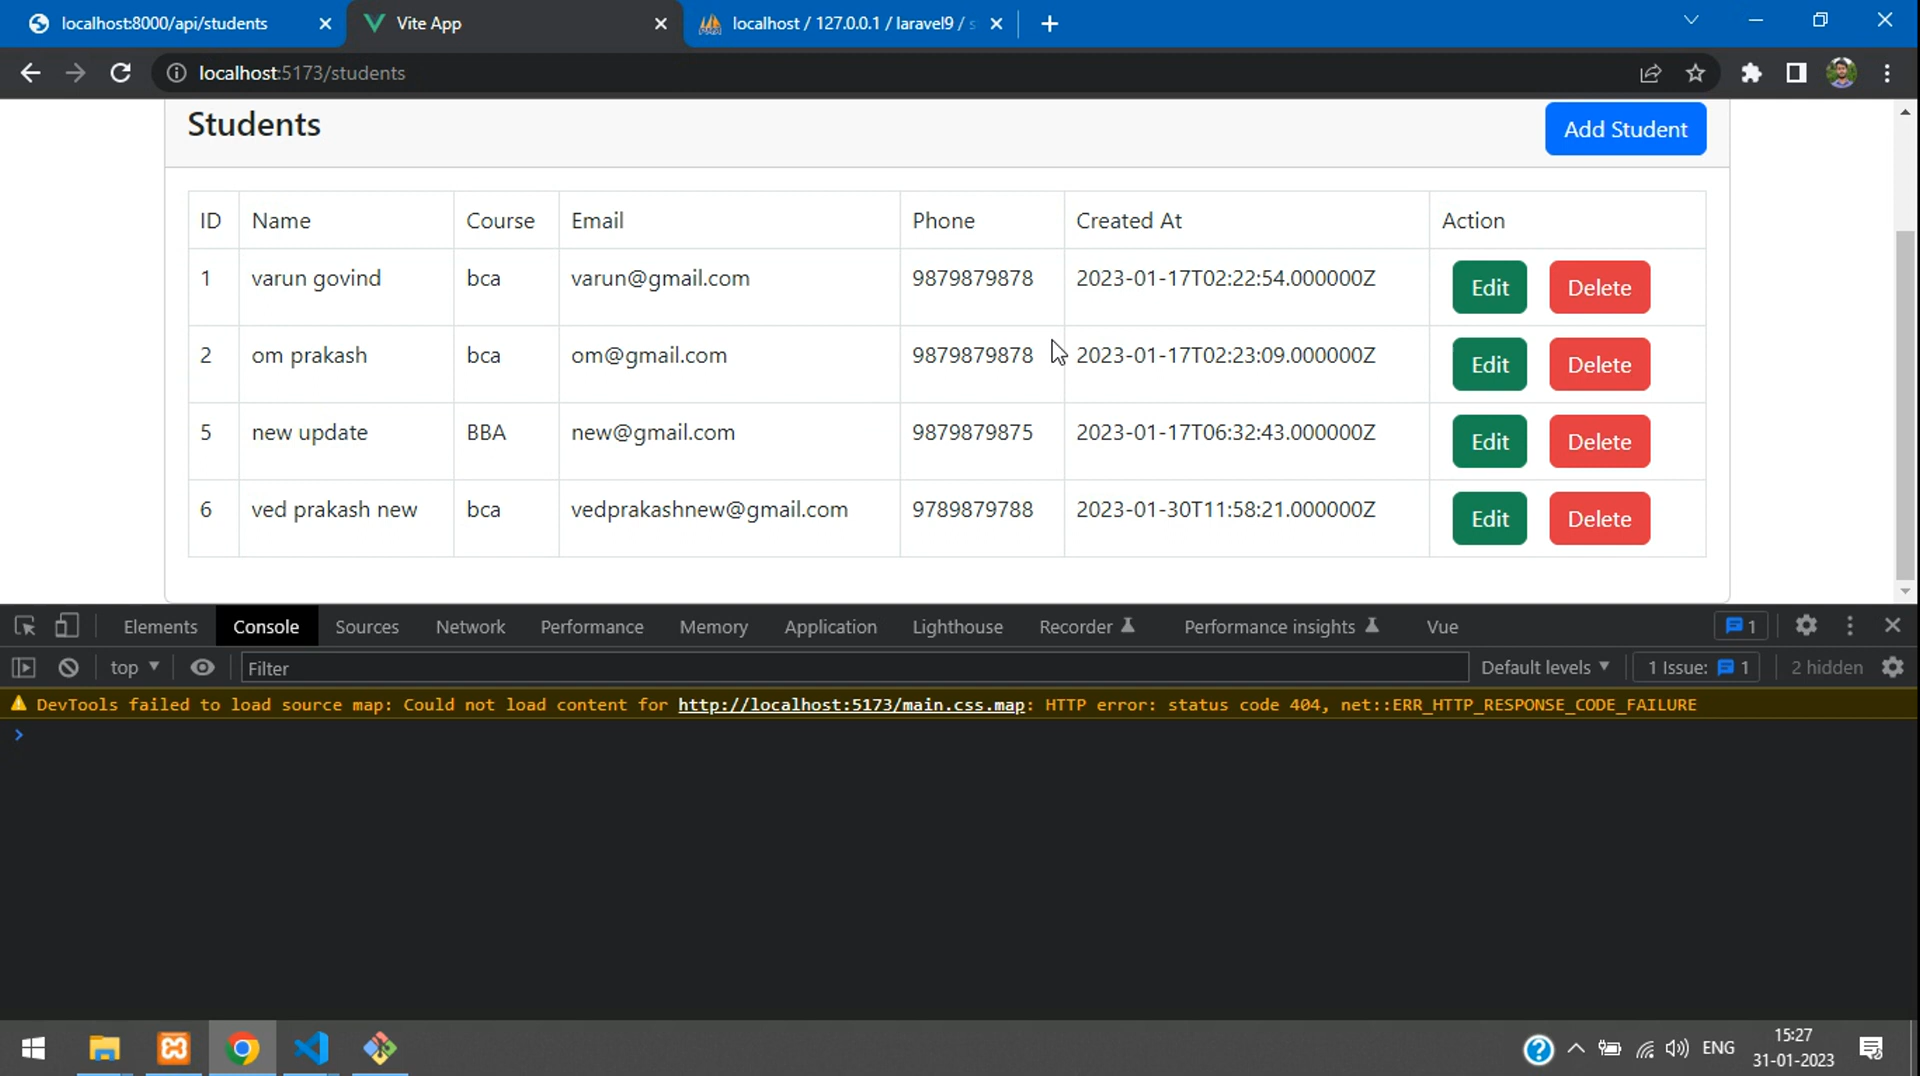 localhost:8000/api/students
Vite App
localhost / 127.0.0.1 / laravel9 / s
localhost:5173/students
Students
Add Student
ID Name Course Email Phone Created At Action
1 varun govind bca varun@gmail.com 9879879878 2023-01-17T02:22:54.000000Z Edit Delete
2 om prakash bca om@gmail.com 9879879878 2023-01-17T02:23:09.000000Z Edit Delete
5 new update BBA new@gmail.com 9879879875 2023-01-17T06:32:43.000000Z Edit Delete
6 ved prakash new bca vedprakashnew@gmail.com 9789879788 2023-01-30T11:58:21.000000Z Edit Delete
Elements Console Sources Network Performance Memory Application Lighthouse Recorder Performance insights Vue 1
top Filter Default levels 1 Issue: 1 2 hidden
DevTools failed to load source map: Could not load content for http://localhost:5173/main.css.map: HTTP error: status code 404, net::ERR_HTTP_RESPONSE_CODE_FAILURE
ENG
15:27
31-01-2023